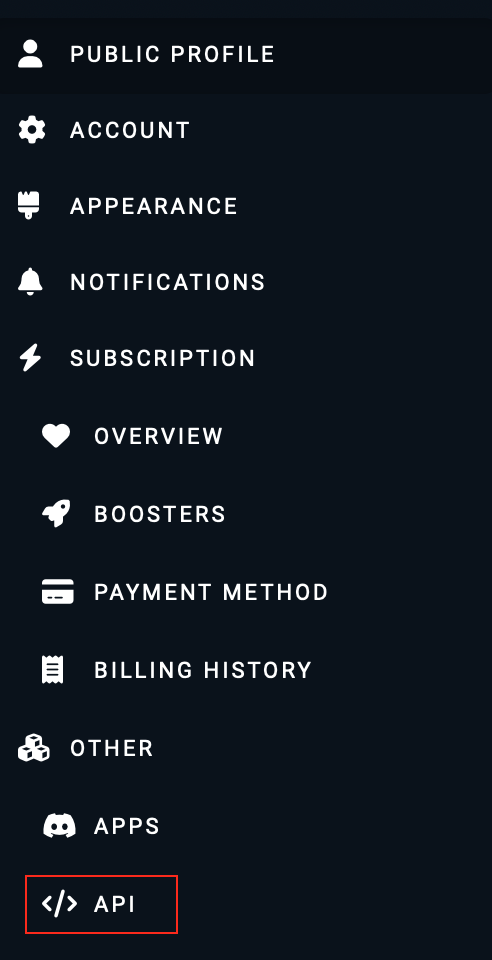 PUBLIC PROFILE
ACCOUNT
APPEARANCE
NOTIFICATIONS
SUBSCRIPTION
OVERVIEW
BOOSTERS
PAYMENT METHOD
BILLING HISTORY
OTHER
APPS
API